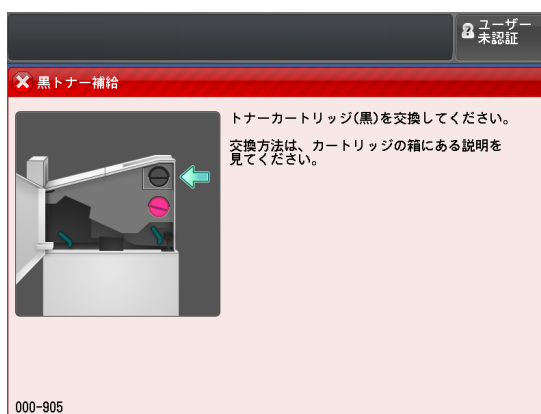 ユーザー
未認証
黒トナー補給
トナーカートリッジ(黒)を交換してください。
交換方法は、カートリッジの箱にある説明を
見てください。
000-905